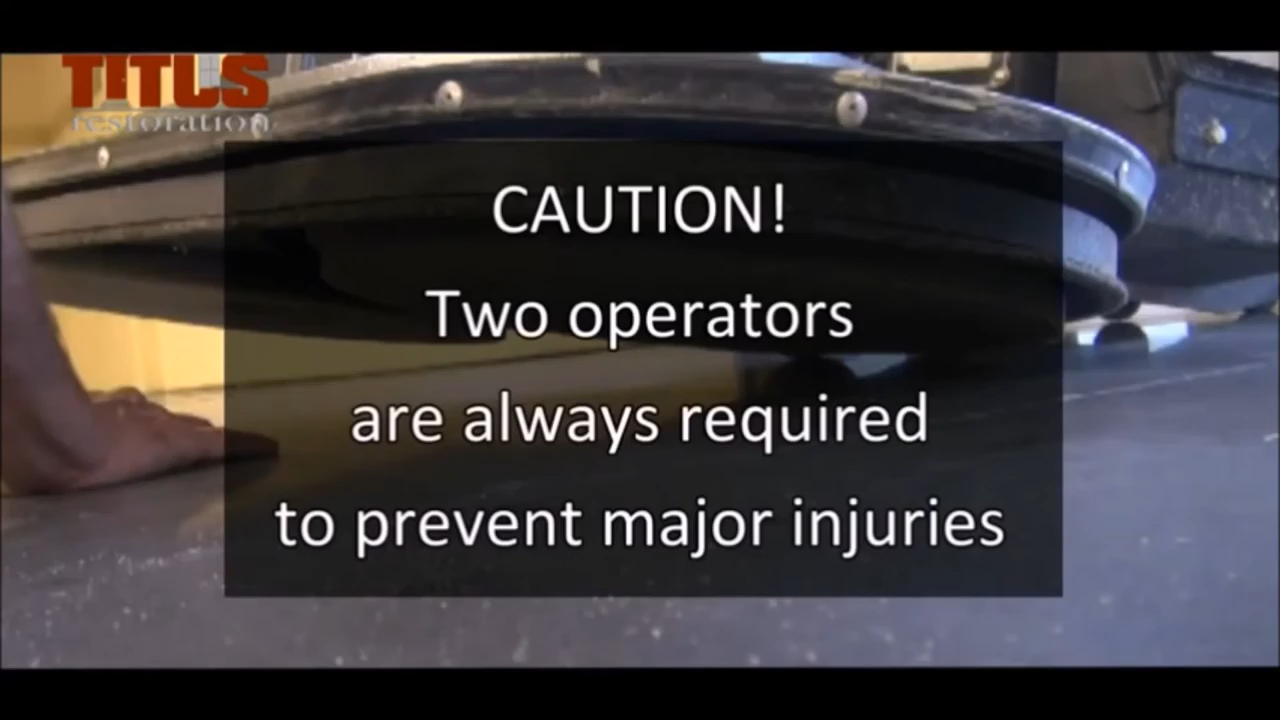 TITUS
restoration
CAUTION!
Two operators
are always required
to prevent major injuries